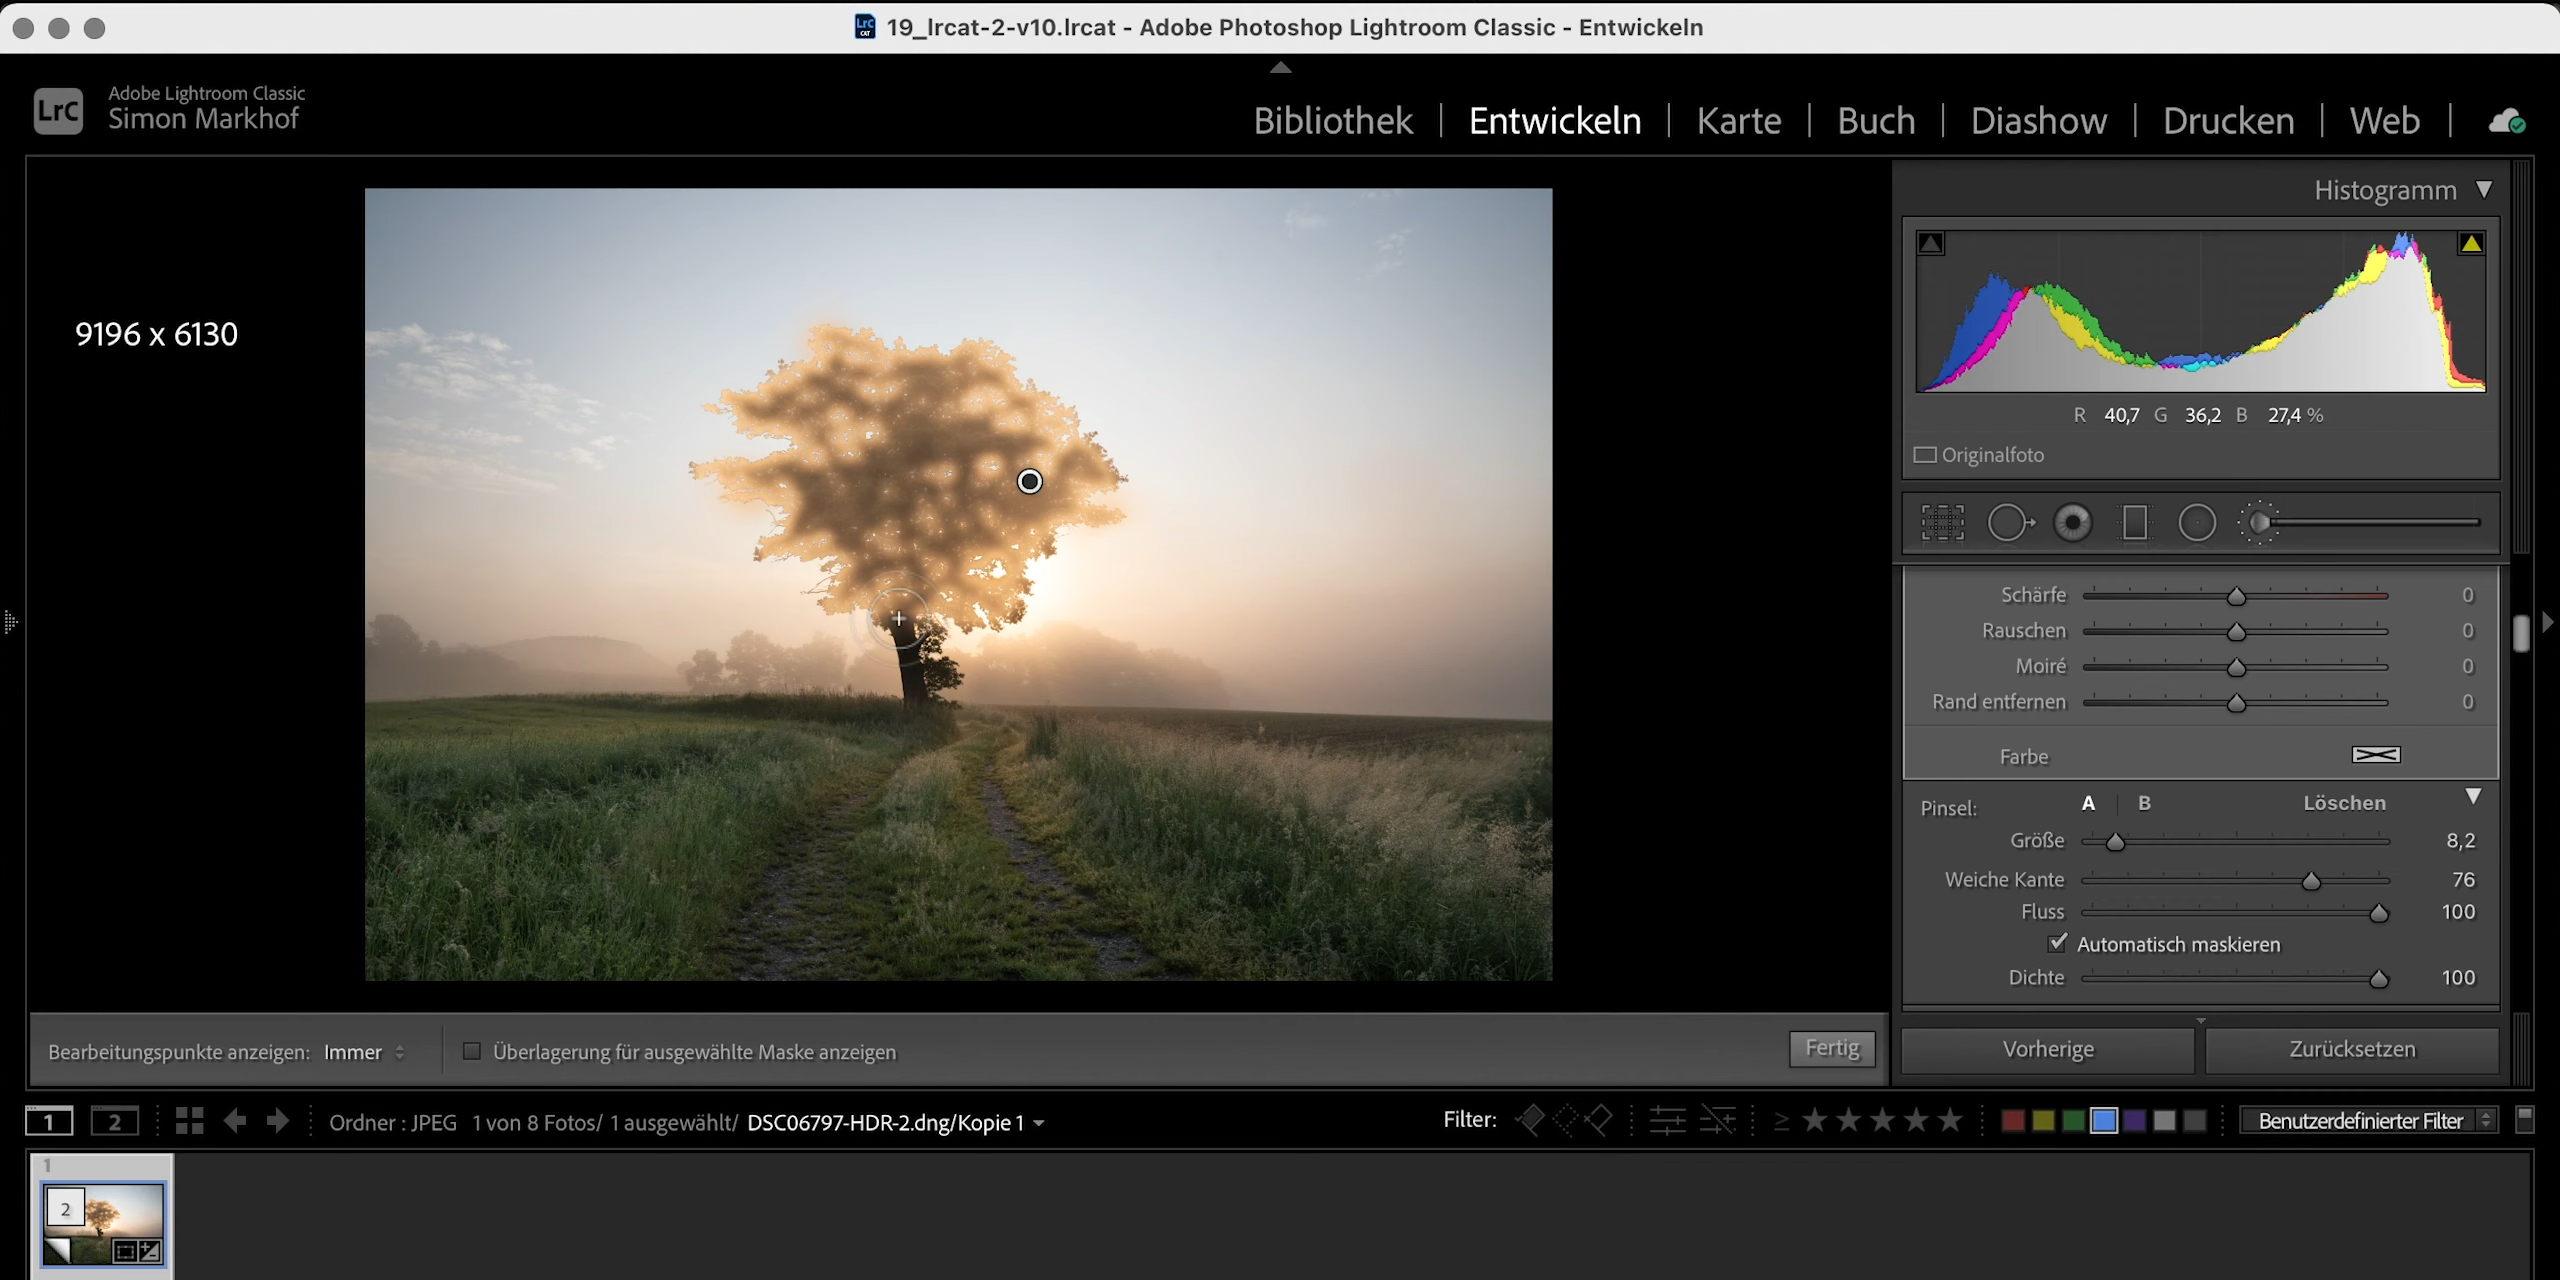 19_lrcat-2-v10.lrcat - Adobe Photoshop Lightroom Classic - Entwickeln
LrC
Adobe Lightroom Classic
Simon Markhof
Bibliothek | Entwickeln | Karte | Buch | Diashow | Drucken | Web |
9196 x 6130
Histogramm
R 40,7 G 36,2 B 27,4 %
Originalfoto
Schärfe 0
Rauschen 0
Moiré 0
Rand entfernen 0
Farbe
Pinsel: A | B Löschen
Größe 8,2
Weiche Kante 76
Fluss 100
Automatisch maskieren
Dichte 100
Bearbeitungspunkte anzeigen: Immer
Überlagerung für ausgewählte Maske anzeigen
Fertig
Vorherige
Zurücksetzen
1 2
Ordner : JPEG 1 von 8 Fotos/ 1 ausgewählt/ DSC06797-HDR-2.dng/Kopie 1
Filter:
≥
Benutzerdefinierter Filter
1
2